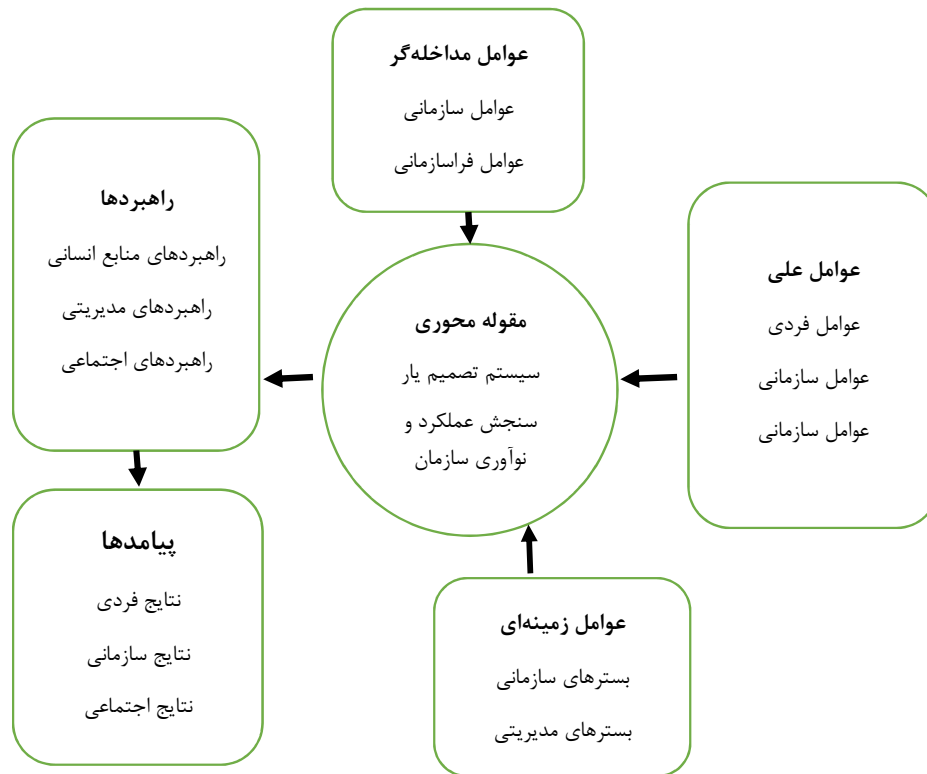 عوامل مداخله‌گر
عوامل سازمانی
عوامل فراسازمانی
عوامل علی
عوامل فردی
عوامل سازمانی
عوامل سازمانی
مقوله محوری
سیستم تصمیم یار
سنجش عملکرد و
نوآوری سازمان
راهبردها
راهبردهای منابع انسانی
راهبردهای مدیریتی
راهبردهای اجتماعی
عوامل زمینه‌ای
بسترهای سازمانی
بسترهای مدیریتی
پیامدها
نتایج فردی
نتایج سازمانی
نتایج اجتماعی